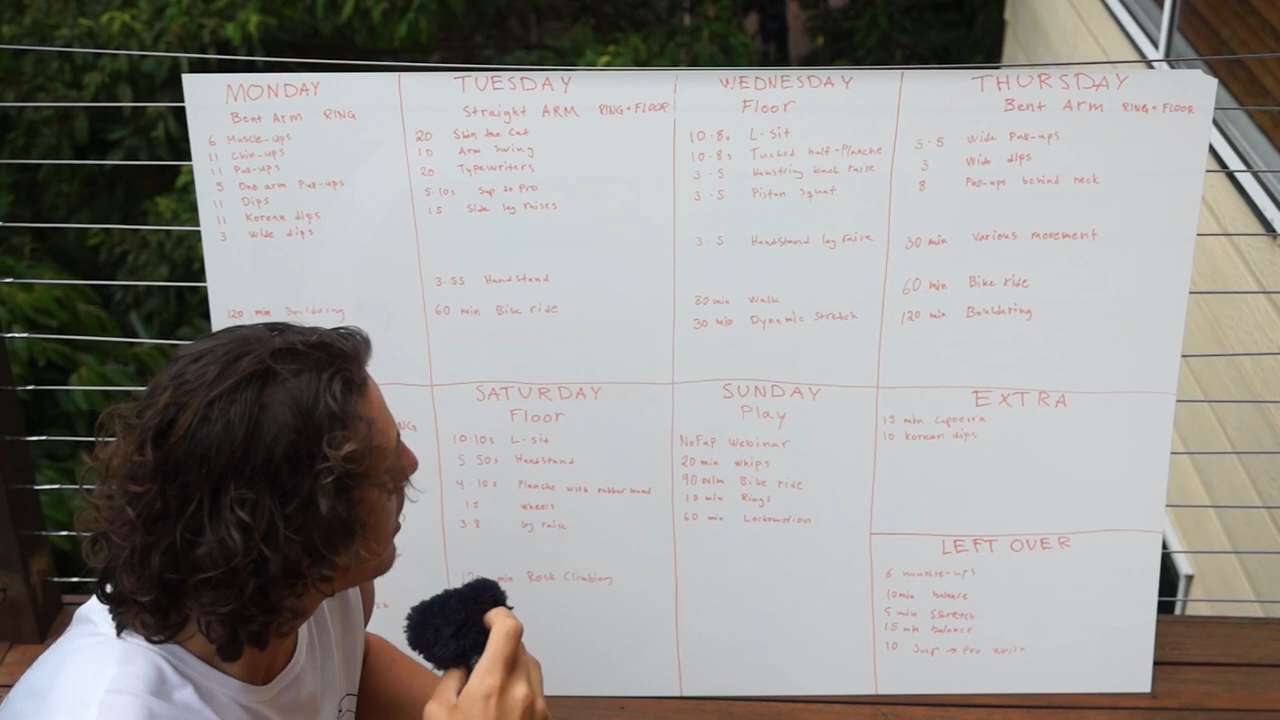 MONDAY
Bent Arm RING
6 Muscle-ups
11 Chin-ups
11 Pull-ups
5 One arm Pull-ups
11 Dips
11 Korean dips
3 Wide dips
120 min Bouldering
TUESDAY
Straight ARM RING+FLOOR
20 Skin the Cat
10 Arm Swing
20 Typewriters
5·10s Sup to Pro
15 Side leg raises
3·55 Handstand
60 min Bike ride
WEDNESDAY
Floor
10·8s L-sit
10·8s Tucked half-Planche
3·5 Hamstring bench raise
3·5 Piston Squat
3·5 Handstand leg raise
30 min Walk
30 min Dynamic Stretch
THURSDAY
Bent Arm RING+FLOOR
3·5 Wide Pull-ups
3 Wide dips
8 Pull-ups behind neck
30 min Various movement
60 min Bike ride
120 min Bouldering
NG
SATURDAY
Floor
10·10s L-sit
5 50s Handstand
4·10s Planche with rubber band
15 wheels
3·8 leg raise
min Rock Climbing
SUNDAY
Play
NoFap Webinar
20 min whips
90 min Bike ride
10 min Rings
60 min Locomotion
EXTRA
15 min Capoeira
10 korean dips
LEFT OVER
6 muscle-ups
10min balance
5 min Stretch
15 min balance
10 Sup → Pro wrist